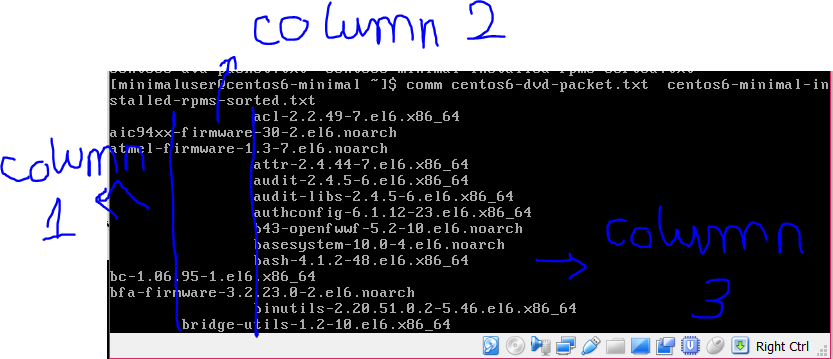 column 2
[minimaluser@centos6-minimal ~]$ comm centos6-dvd-packet.txt  centos6-minimal-in
stalled-rpms-sorted.txt
acl-2.2.49-7.el6.x86_64
aic94xx-firmware-30-2.el6.noarch
atmel-firmware-1.3-7.el6.noarch
column
1
attr-2.4.44-7.el6.x86_64
audit-2.4.5-6.el6.x86_64
audit-libs-2.4.5-6.el6.x86_64
authconfig-6.1.12-23.el6.x86_64
b43-openfwwf-5.2-10.el6.noarch
basesystem-10.0-4.el6.noarch
bash-4.1.2-48.el6.x86_64
column
3
bc-1.06.95-1.el6.x86_64
bfa-firmware-3.2.23.0-2.el6.noarch
binutils-2.20.51.0.2-5.46.el6.x86_64
bridge-utils-1.2-10.el6.x86_64
Right Ctrl